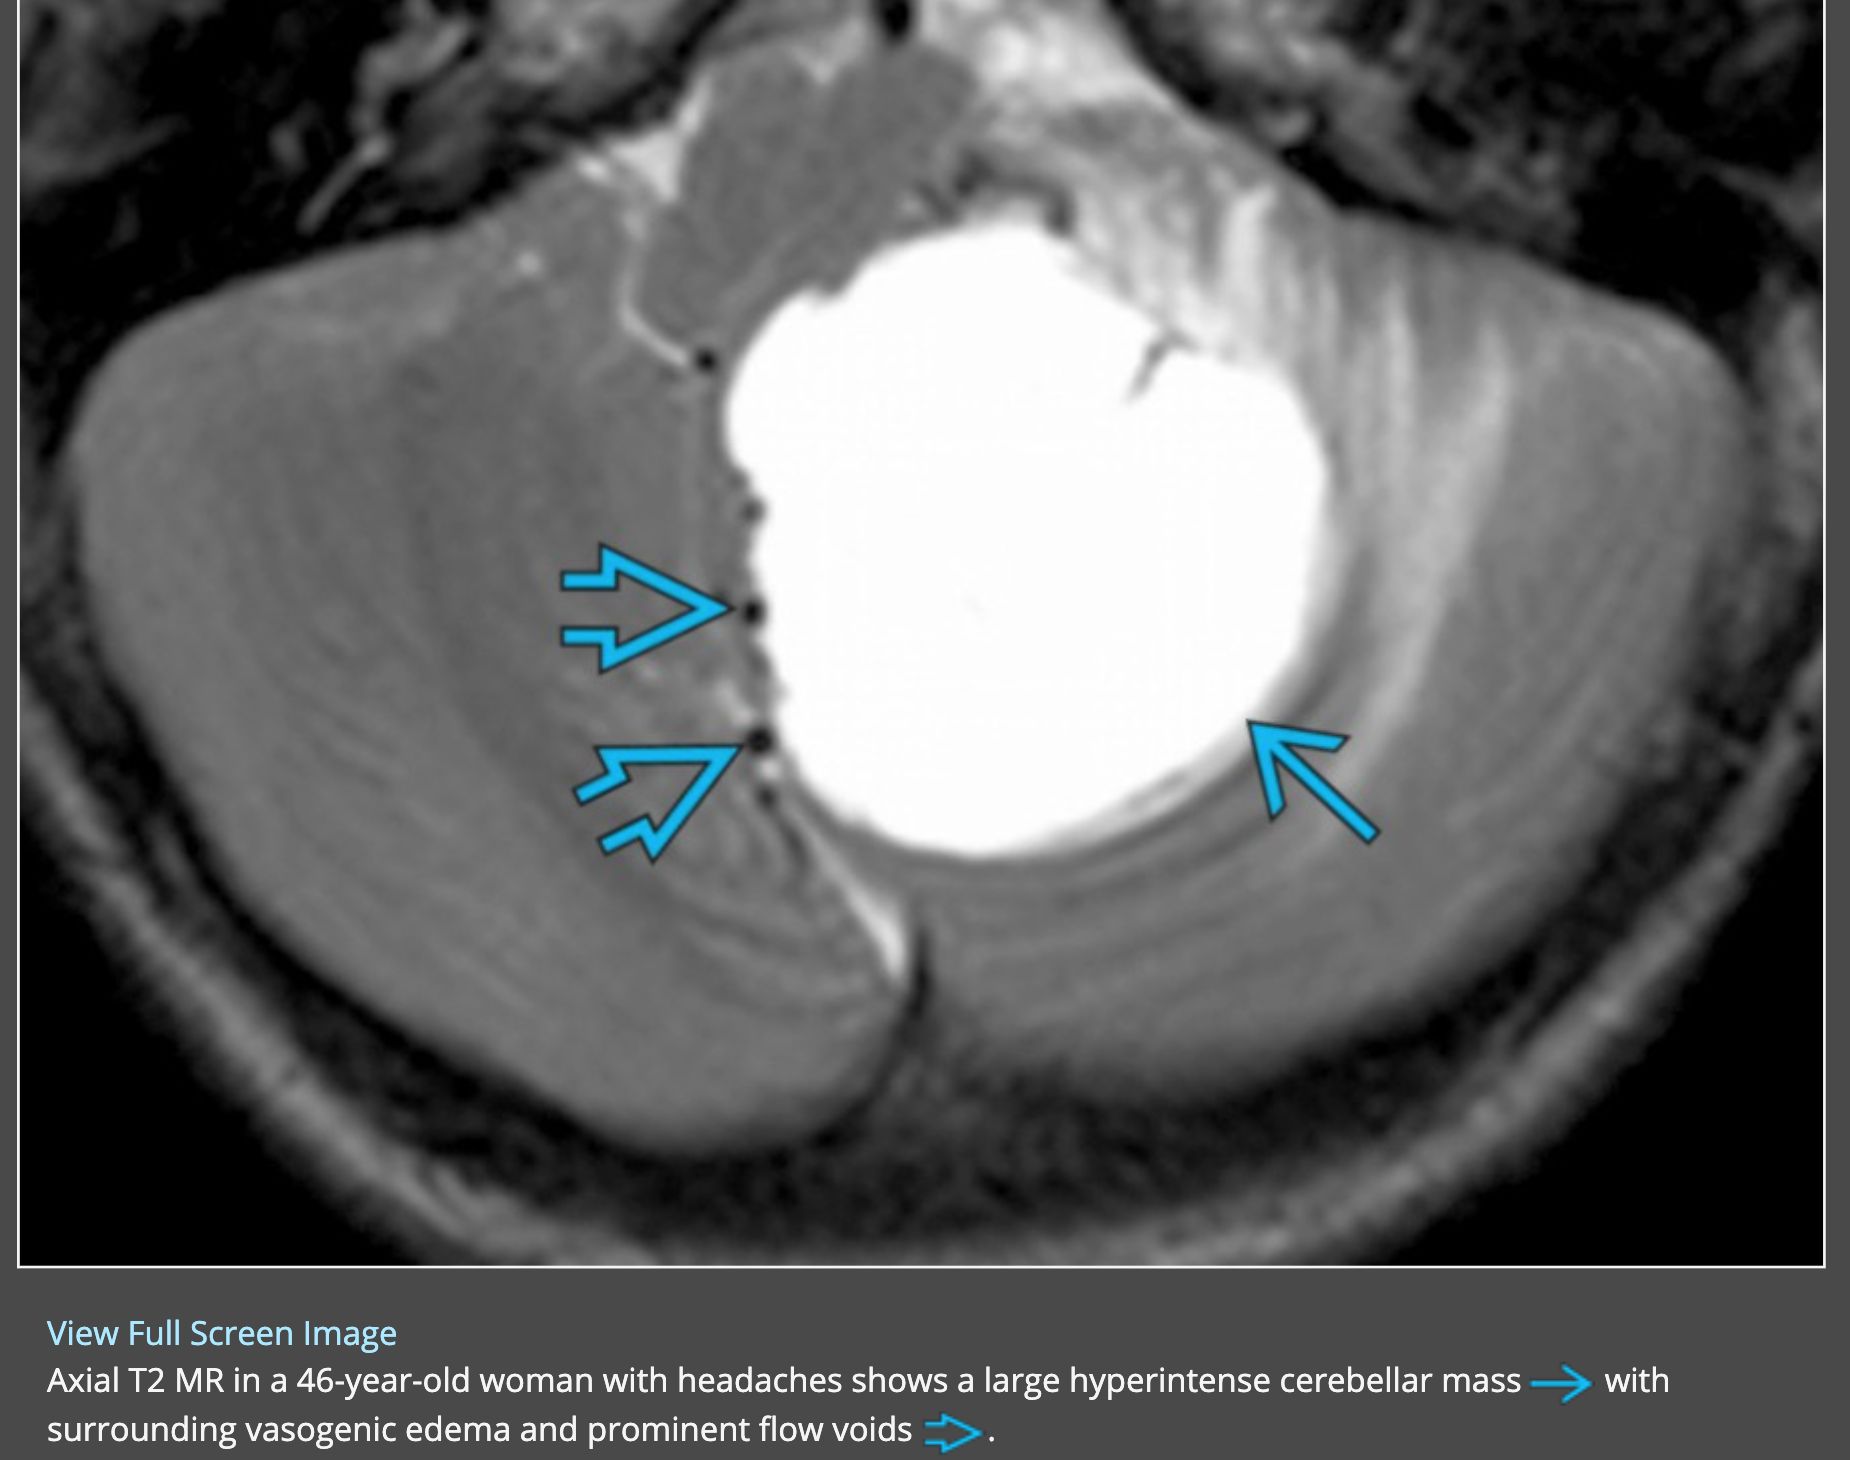 View Full Screen Image
Axial T2 MR in a 46-year-old woman with headaches shows a large hyperintense cerebellar mass with
surrounding vasogenic edema and prominent flow voids .